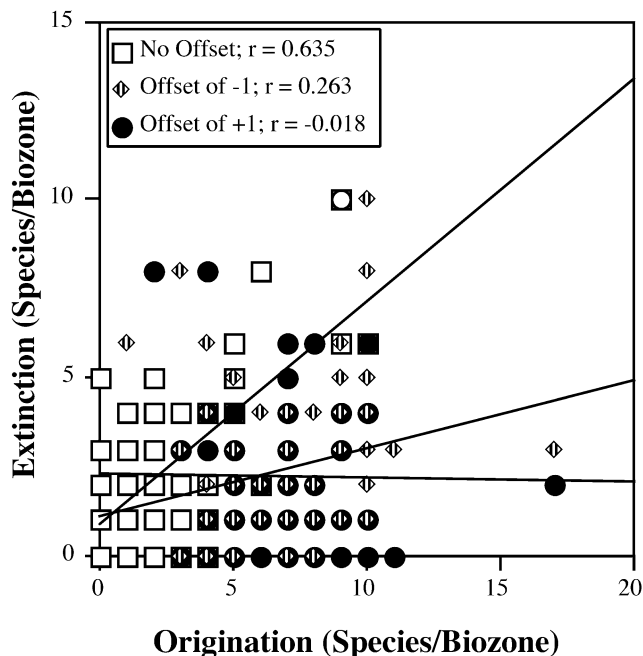 15
No Offset; r = 0.635
Offset of -1; r = 0.263
Offset of +1; r = -0.018
10
5
0
Extinction (Species/Biozone)
0 5 10 15 20
Origination (Species/Biozone)